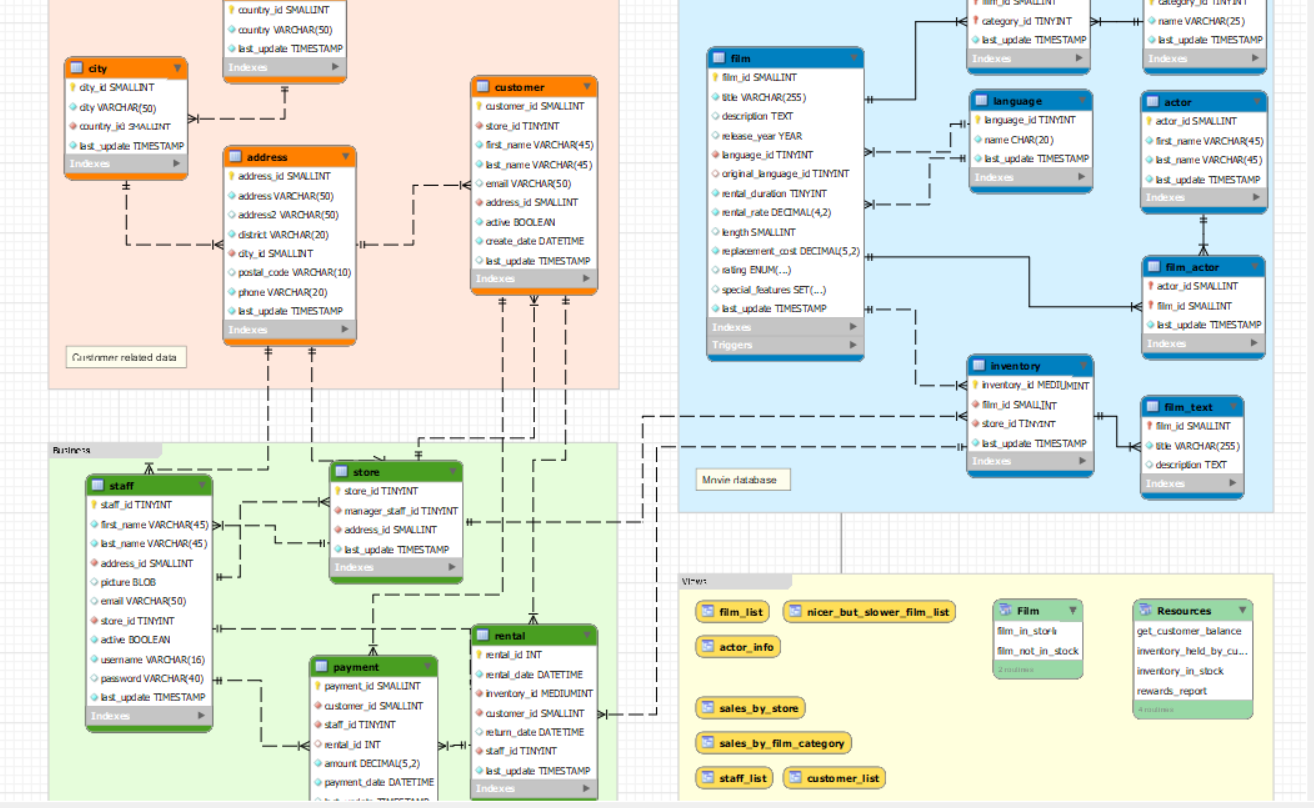 country_id SMALLINT
country VARCHAR(50)
last_update TIMESTAMP
Indexes
city
city_id SMALLINT
city VARCHAR(50)
country_id SMALLINT
last_update TIMESTAMP
Indexes
customer
customer_id SMALLINT
store_id TINYINT
first_name VARCHAR(45)
last_name VARCHAR(45)
email VARCHAR(50)
address_id SMALLINT
active BOOLEAN
create_date DATETIME
last_update TIMESTAMP
Indexes
address
address_id SMALLINT
address VARCHAR(50)
address2 VARCHAR(50)
district VARCHAR(20)
city_id SMALLINT
postal_code VARCHAR(10)
phone VARCHAR(20)
last_update TIMESTAMP
Indexes
Customer related data
film_id SMALLINT
category_id TINYINT
last_update TIMESTAMP
Indexes
category_id TINYINT
name VARCHAR(25)
last_update TIMESTAMP
Indexes
film
film_id SMALLINT
title VARCHAR(255)
description TEXT
release_year YEAR
language_id TINYINT
original_language_id TINYINT
rental_duration TINYINT
rental_rate DECIMAL(4,2)
length SMALLINT
replacement_cost DECIMAL(5,2)
rating ENUM(...)
special_features SET(...)
last_update TIMESTAMP
Indexes
Triggers
language
language_id TINYINT
name CHAR(20)
last_update TIMESTAMP
Indexes
actor
actor_id SMALLINT
first_name VARCHAR(45)
last_name VARCHAR(45)
last_update TIMESTAMP
Indexes
film_actor
actor_id SMALLINT
film_id SMALLINT
last_update TIMESTAMP
Indexes
inventory
inventory_id MEDIUMINT
film_id SMALLINT
store_id TINYINT
last_update TIMESTAMP
Indexes
film_text
film_id SMALLINT
title VARCHAR(255)
description TEXT
Indexes
Movie database
Business
staff
staff_id TINYINT
first_name VARCHAR(45)
last_name VARCHAR(45)
address_id SMALLINT
picture BLOB
email VARCHAR(50)
store_id TINYINT
active BOOLEAN
username VARCHAR(16)
password VARCHAR(40)
last_update TIMESTAMP
Indexes
store
store_id TINYINT
manager_staff_id TINYINT
address_id SMALLINT
last_update TIMESTAMP
Indexes
payment
payment_id SMALLINT
customer_id SMALLINT
staff_id TINYINT
rental_id INT
amount DECIMAL(5,2)
payment_date DATETIME
last_update TIMESTAMP
rental
rental_id INT
rental_date DATETIME
inventory_id MEDIUMINT
customer_id SMALLINT
return_date DATETIME
staff_id TINYINT
last_update TIMESTAMP
Indexes
Views
film_list
nicer_but_slower_film_list
actor_info
sales_by_store
sales_by_film_category
staff_list
customer_list
Film
film_in_stock
film_not_in_stock
2 routines
Resources
get_customer_balance
inventory_held_by_cu...
inventory_in_stock
rewards_report
4 routines